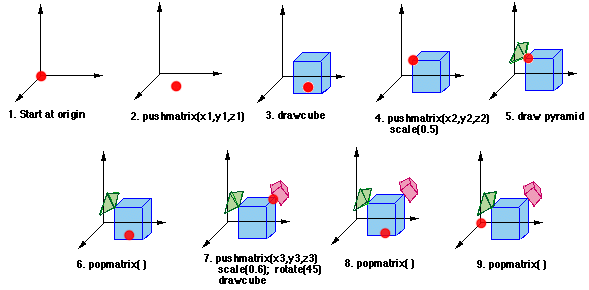 1. Start at origin
2. pushmatrix(x1,y1,z1)
3. drawcube
4. pushmatrix(x2,y2,z2)
scale(0.5)
5. draw pyramid
6. popmatrix( )
7. pushmatrix(x3,y3,z3)
scale(0.6); rotate(45)
drawcube
8. popmatrix( )
9. popmatrix( )